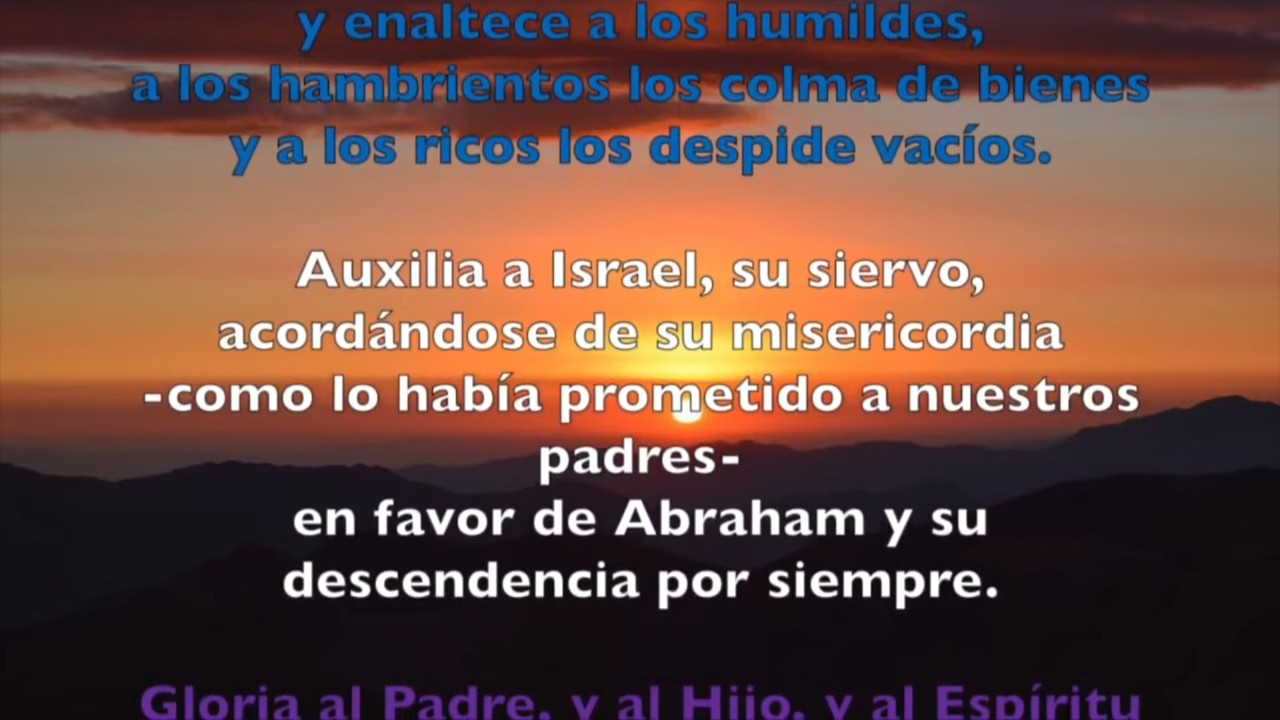 y enaltece a los humildes,
a los hambrientos los colma de bienes
y a los ricos los despide vacíos.
Auxilia a Israel, su siervo,
acordándose de su misericordia
-como lo había prometido a nuestros
padres-
en favor de Abraham y su
descendencia por siempre.
Gloria al Padre, y al Hijo, y al Espíritu